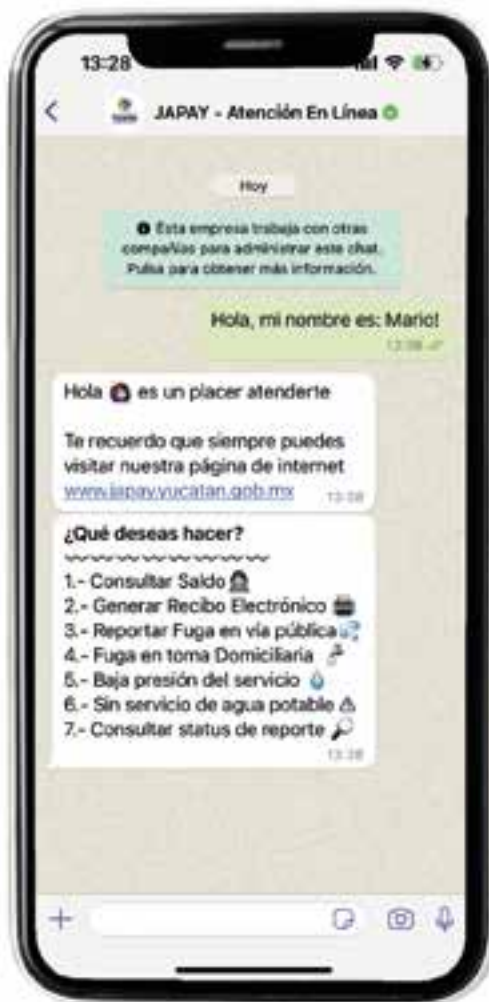 13:28
JAPAY - Atención En Línea
Hoy
Esta empresa trabaja con otras
compañías para administrar este chat.
Pulsa para obtener más información.
Hola, mi nombre es: Mario!
13:28
Hola es un placer atenderte
Te recuerdo que siempre puedes
visitar nuestra página de internet
www.japay.yucatan.gob.mx
13:28
¿Qué deseas hacer?
1.- Consultar Saldo
2.- Generar Recibo Electrónico
3.- Reportar Fuga en vía pública
4.- Fuga en toma Domiciliaria
5.- Baja presión del servicio
6.- Sin servicio de agua potable
7.- Consultar status de reporte
13:28